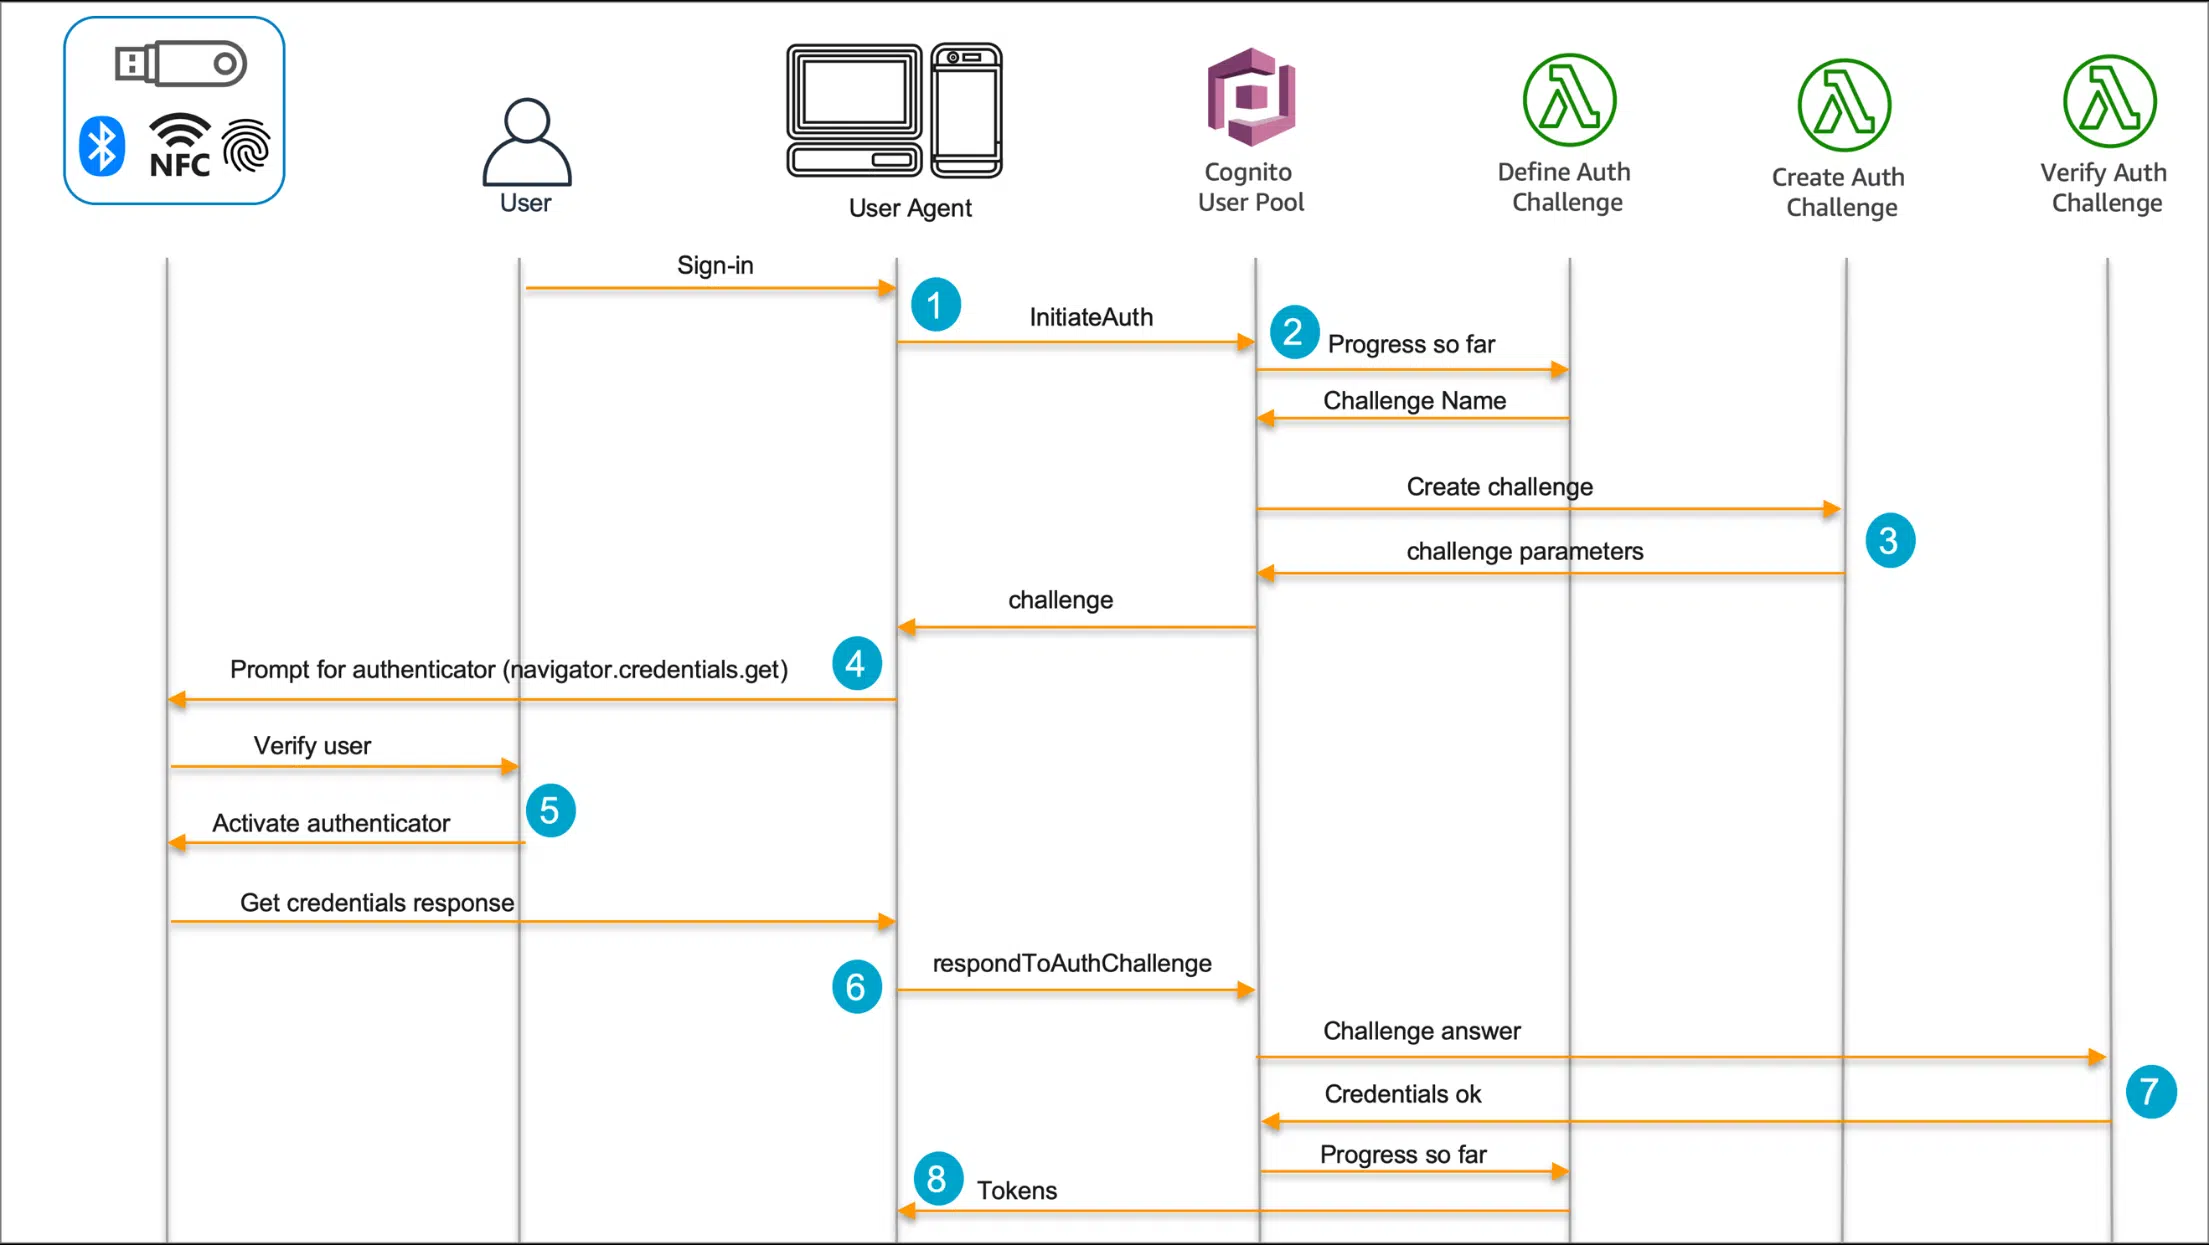 NFC
User
User Agent
Cognito
User Pool
Define Auth
Challenge
Create Auth
Challenge
Verify Auth
Challenge
Sign-in
1
InitiateAuth
2
Progress so far
Challenge Name
Create challenge
3
challenge parameters
challenge
4
Prompt for authenticator (navigator.credentials.get)
Verify user
5
Activate authenticator
Get credentials response
respondToAuthChallenge
6
Challenge answer
Credentials ok
7
Progress so far
8
Tokens